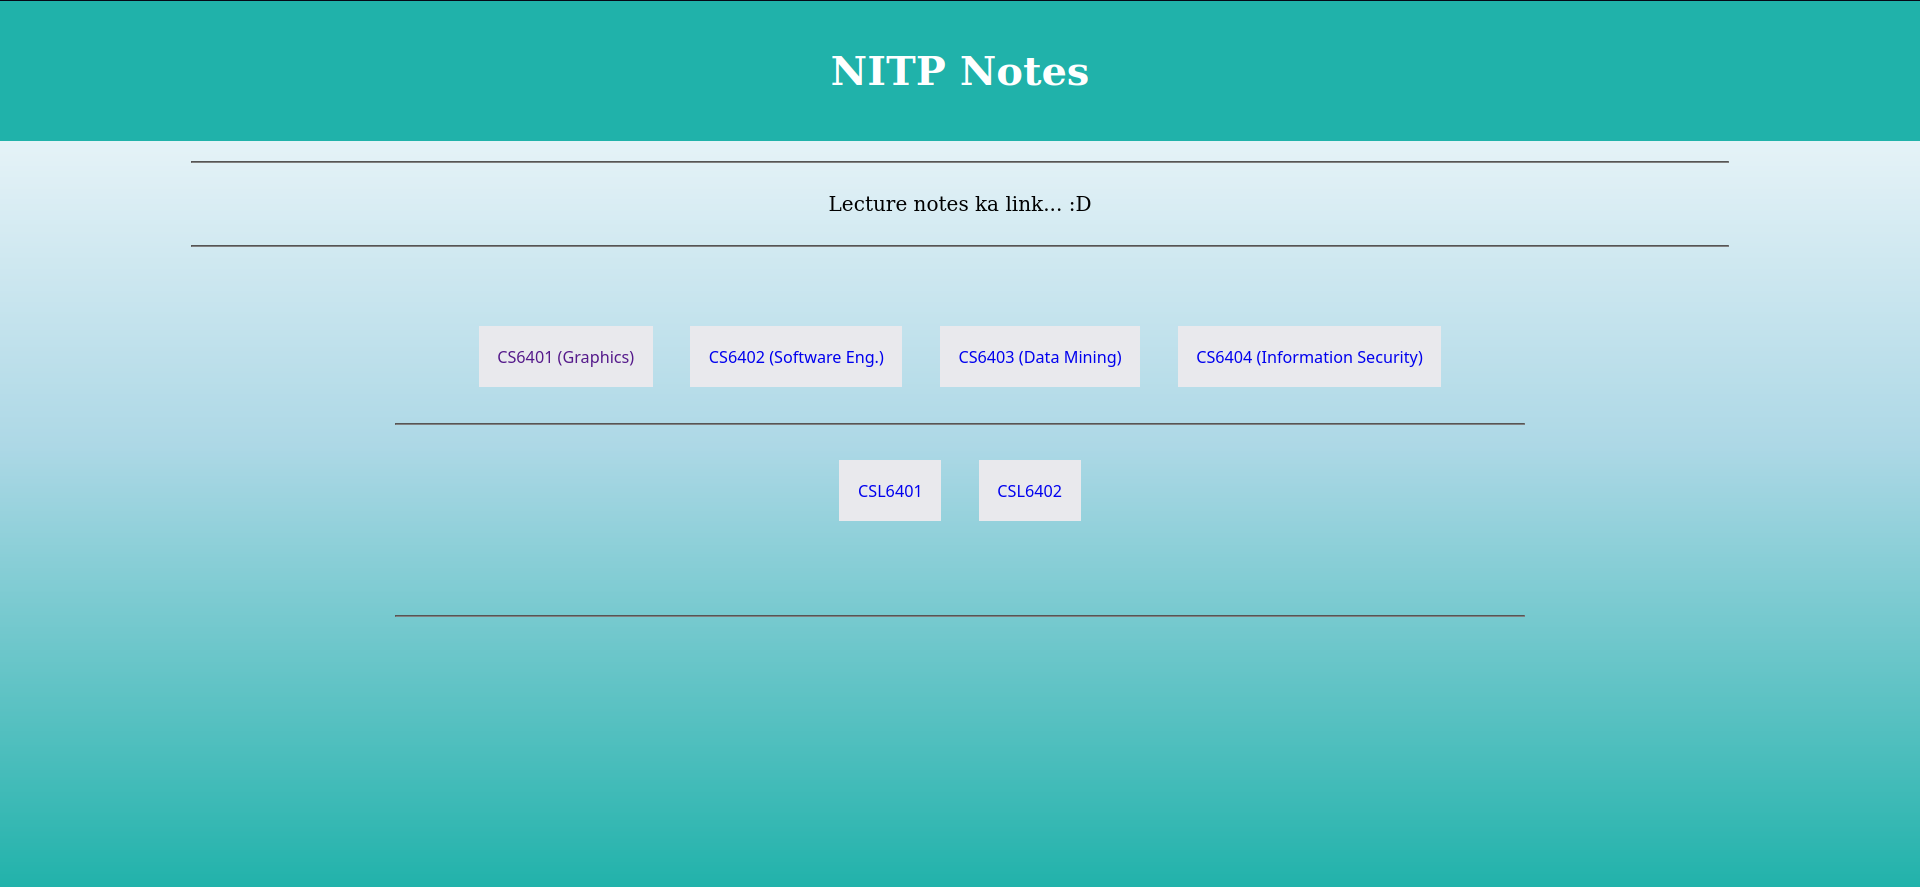 NITP Notes
Lecture notes ka link... :D
CS6401 (Graphics) CS6402 (Software Eng.) CS6403 (Data Mining) CS6404 (Information Security)
CSL6401 CSL6402